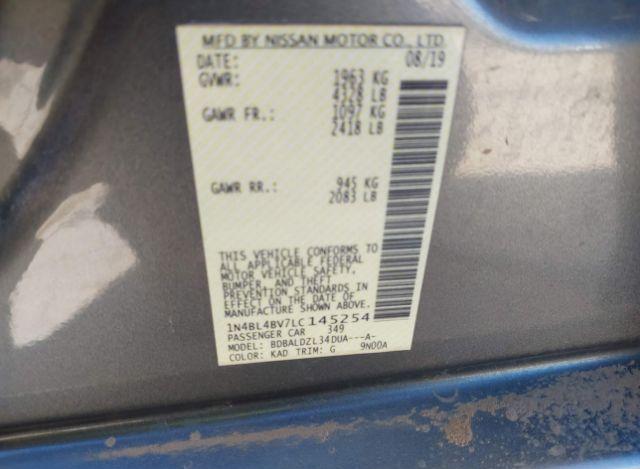 MFD BY NISSAN MOTOR CO., LTD.
DATE: 08/19
GVWR: 1963 KG
4328 LB
GAWR FR.: 1097 KG
2418 LB
GAWR RR.: 945 KG
2083 LB
THIS VEHICLE CONFORMS TO
ALL APPLICABLE FEDERAL
MOTOR VEHICLE SAFETY,
BUMPER, AND THEFT
PREVENTION STANDARDS
IN EFFECT ON THE DATE OF
MANUFACTURE SHOWN ABOVE.
1N4BL4BV7LC145254
PASSENGER CAR 349
MODEL: BDBALDZL34DUA---A-
COLOR: KAD TRIM: G 9N00A